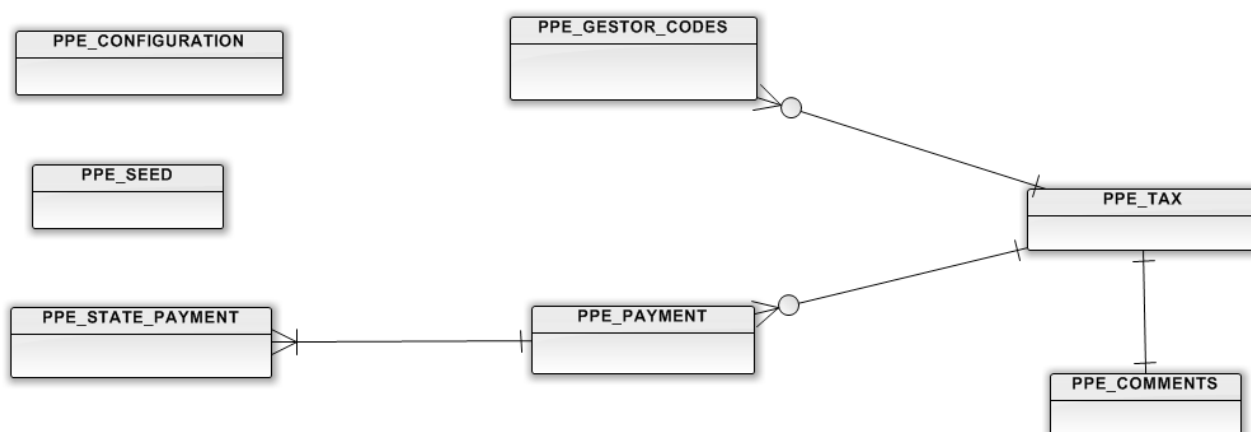 PPE_CONFIGURATION
PPE_GESTOR_CODES
PPE_SEED
PPE_TAX
PPE_STATE_PAYMENT
PPE_PAYMENT
PPE_COMMENTS